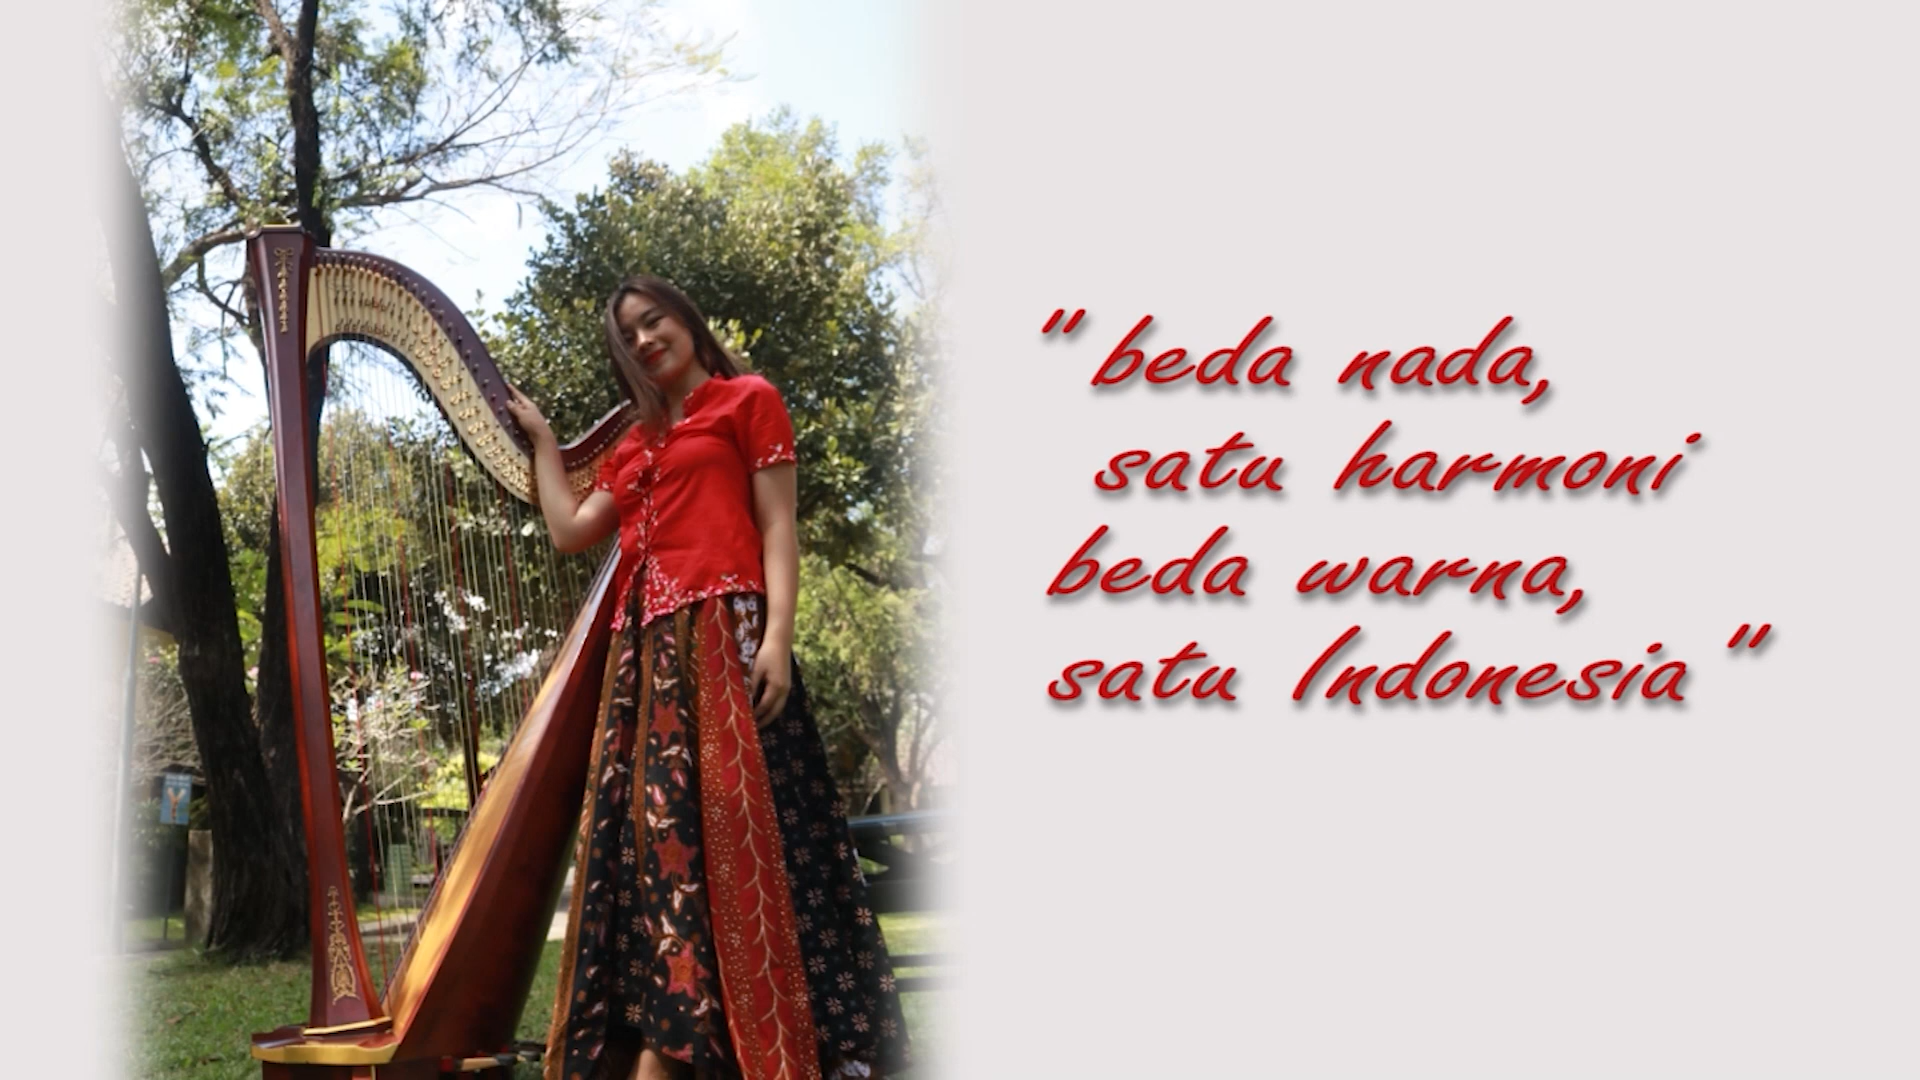 "beda nada,
satu harmoni
beda warna,
satu Indonesia"